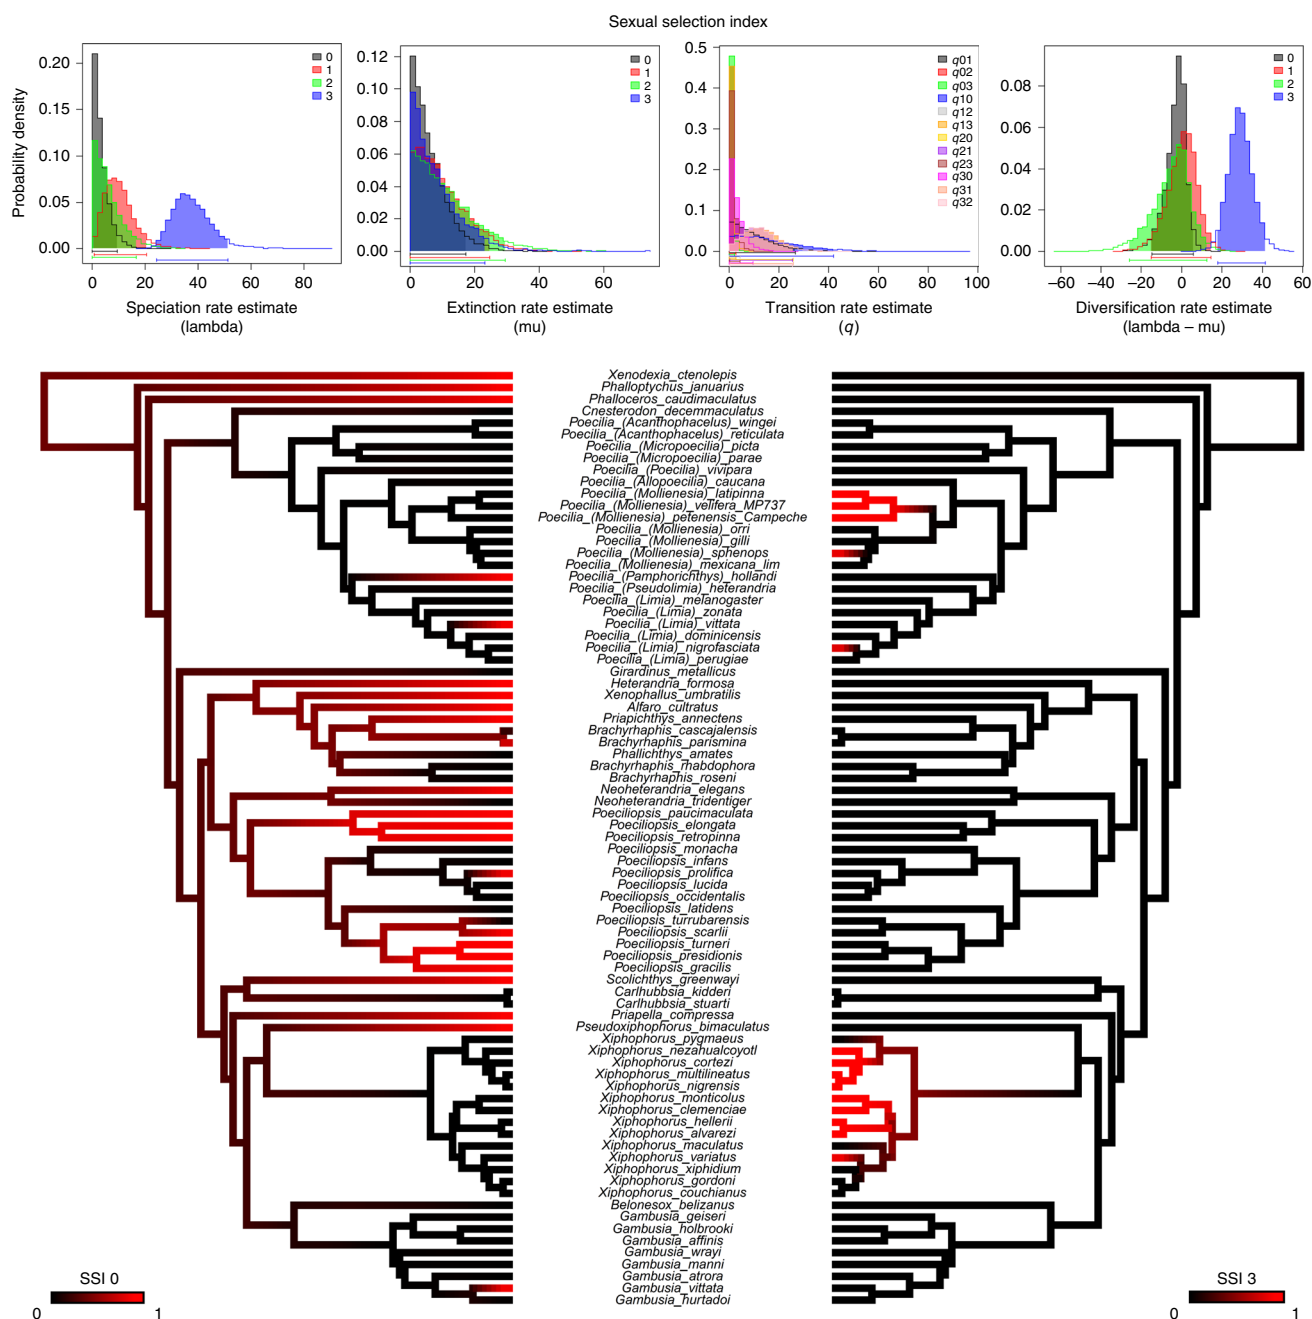 Sexual selection index
Probability density
0.20
0.15
0.10
0.05
0.00
0 20 40 60 80
0
1
2
3
Speciation rate estimate
(lambda)
0.12
0.10
0.08
0.06
0.04
0.02
0.00
0 20 40 60
0
1
2
3
Extinction rate estimate
(mu)
0.5
0.4
0.3
0.2
0.1
0.0
0 20 40 60 80 100
q01
q02
q03
q10
q12
q13
q20
q21
q23
q30
q31
q32
Transition rate estimate
(q)
0.08
0.06
0.04
0.02
0.00
−60 −40 −20 0 20 40 60
0
1
2
3
Diversification rate estimate
(lambda – mu)
Xenodexia_ctenolepis
Phalloptychus_januarius
Phalloceros_caudimaculatus
Cnesterodon_decemmaculatus
Poecilia_(Acanthophacelus)_wingei
Poecilia_(Acanthophacelus)_reticulata
Poecilia_(Micropoecilia)_picta
Poecilia_(Micropoecilia)_parae
Poecilia_(Poecilia)_vivipara
Poecilia_(Allopoecilia)_caucana
Poecilia_(Mollienesia)_latipinna
Poecilia_(Mollienesia)_velifera_MP737
Poecilia_(Mollienesia)_petenensis_Campeche
Poecilia_(Mollienesia)_orri
Poecilia_(Mollienesia)_gilli
Poecilia_(Mollienesia)_sphenops
Poecilia_(Mollienesia)_mexicana_lim
Poecilia_(Pamphorichthys)_hollandi
Poecilia_(Pseudolimia)_heterandria
Poecilia_(Limia)_melanogaster
Poecilia_(Limia)_zonata
Poecilia_(Limia)_vittata
Poecilia_(Limia)_dominicensis
Poecilia_(Limia)_nigrofasciata
Poecilia_(Limia)_perugiae
Girardinus_metallicus
Heterandria_formosa
Xenophallus_umbratilis
Alfaro_cultratus
Priapichthys_annectens
Brachyrhaphis_cascajalensis
Brachyrhaphis_parismina
Phallichthys_amates
Brachyrhaphis_rhabdophora
Brachyrhaphis_roseni
Neoheterandria_elegans
Neoheterandria_tridentiger
Poeciliopsis_paucimaculata
Poeciliopsis_elongata
Poeciliopsis_retropinna
Poeciliopsis_monacha
Poeciliopsis_infans
Poeciliopsis_prolifica
Poeciliopsis_lucida
Poeciliopsis_occidentalis
Poeciliopsis_latidens
Poeciliopsis_turrubarensis
Poeciliopsis_scarlii
Poeciliopsis_turneri
Poeciliopsis_presidionis
Poeciliopsis_gracilis
Scolichthys_greenwayi
Carlhubbsia_kidderi
Carlhubbsia_stuarti
Priapella_compressa
Pseudoxiphophorus_bimaculatus
Xiphophorus_pygmaeus
Xiphophorus_nezahualcoyotl
Xiphophorus_cortezi
Xiphophorus_multilineatus
Xiphophorus_nigrensis
Xiphophorus_monticolus
Xiphophorus_clemenciae
Xiphophorus_hellerii
Xiphophorus_alvarezi
Xiphophorus_maculatus
Xiphophorus_variatus
Xiphophorus_xiphidium
Xiphophorus_gordoni
Xiphophorus_couchianus
Belonesox_belizanus
Gambusia_geiseri
Gambusia_holbrooki
Gambusia_affinis
Gambusia_wrayi
Gambusia_manni
Gambusia_atrora
Gambusia_vittata
Gambusia_hurtadoi
SSI 0
0 1
SSI 3
0 1